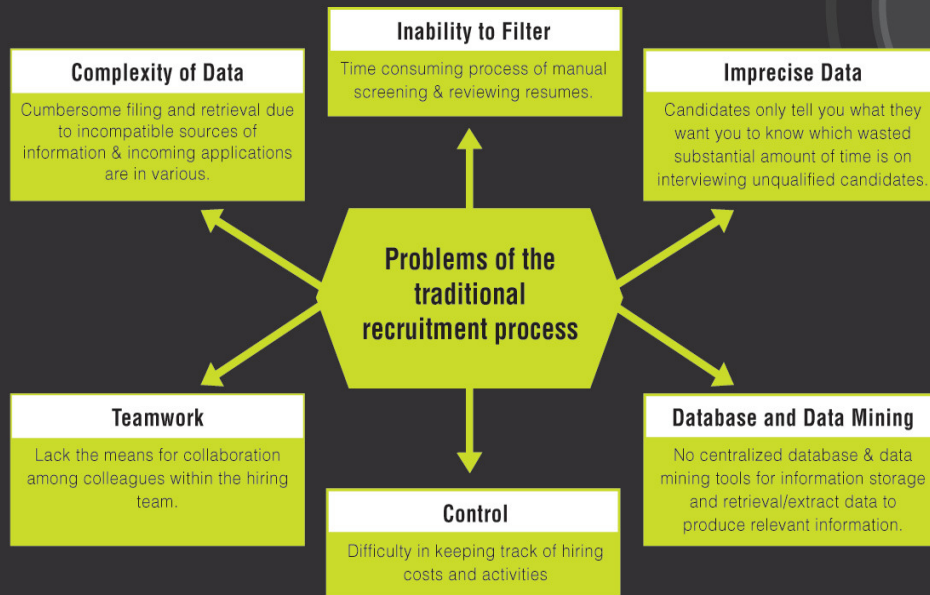 Inability to Filter
Time consuming process of manual
screening & reviewing resumes.
Complexity of Data
Cumbersome filing and retrieval due
to incompatible sources of
information & incoming applications
are in various.
Imprecise Data
Candidates only tell you what they
want you to know which wasted
substantial amount of time is on
interviewing unqualified candidates.
Problems of the
traditional
recruitment process
Teamwork
Lack the means for collaboration
among colleagues within the hiring
team.
Control
Difficulty in keeping track of hiring
costs and activities
Database and Data Mining
No centralized database & data
mining tools for information storage
and retrieval/extract data to
produce relevant information.